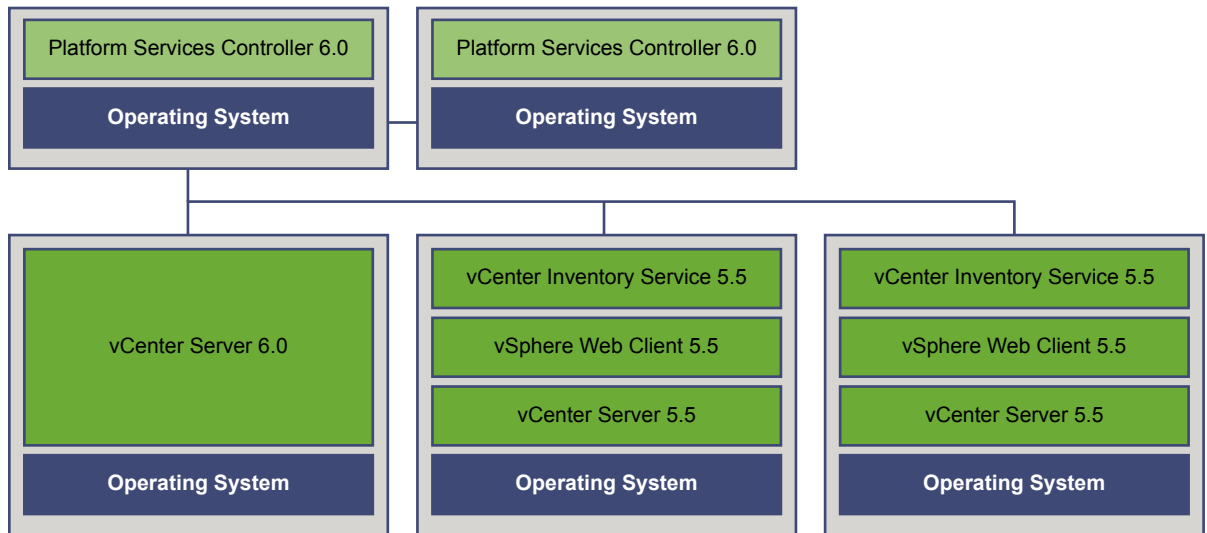 Platform Services Controller 6.0
Operating System
Platform Services Controller 6.0
Operating System
vCenter Server 6.0
Operating System
vCenter Inventory Service 5.5
vSphere Web Client 5.5
vCenter Server 5.5
Operating System
vCenter Inventory Service 5.5
vSphere Web Client 5.5
vCenter Server 5.5
Operating System